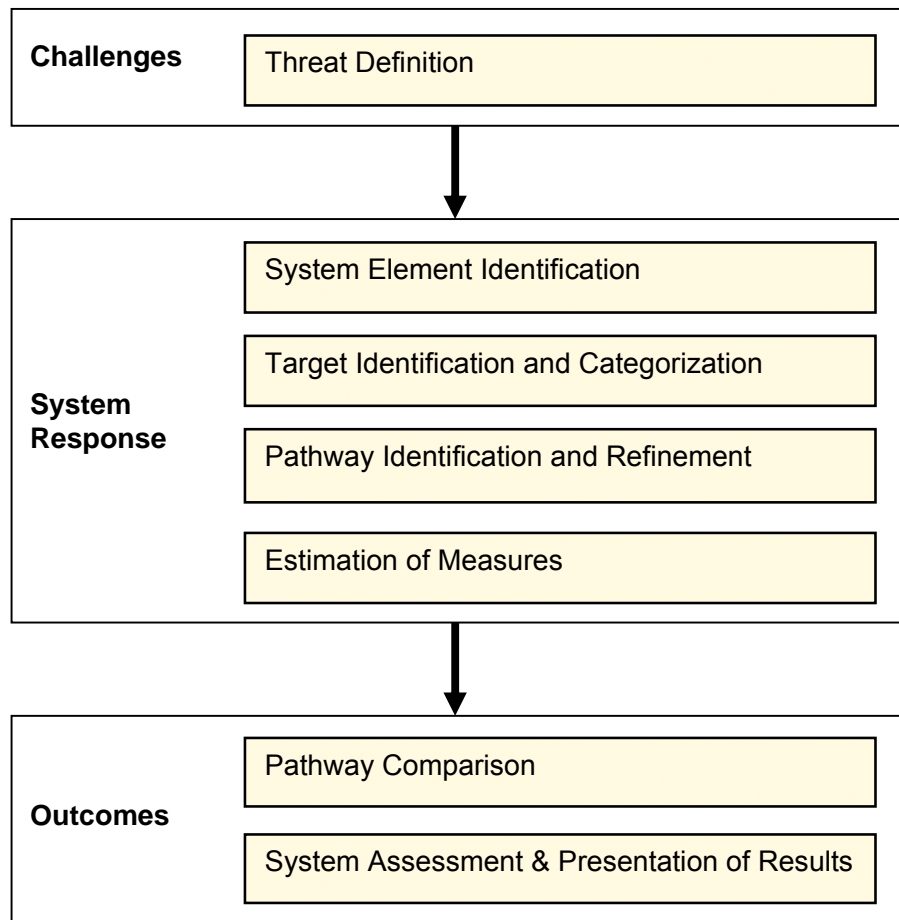 Challenges
Threat Definition
System Element Identification
Target Identification and Categorization
System
Response
Pathway Identification and Refinement
Estimation of Measures
Pathway Comparison
Outcomes
System Assessment & Presentation of Results